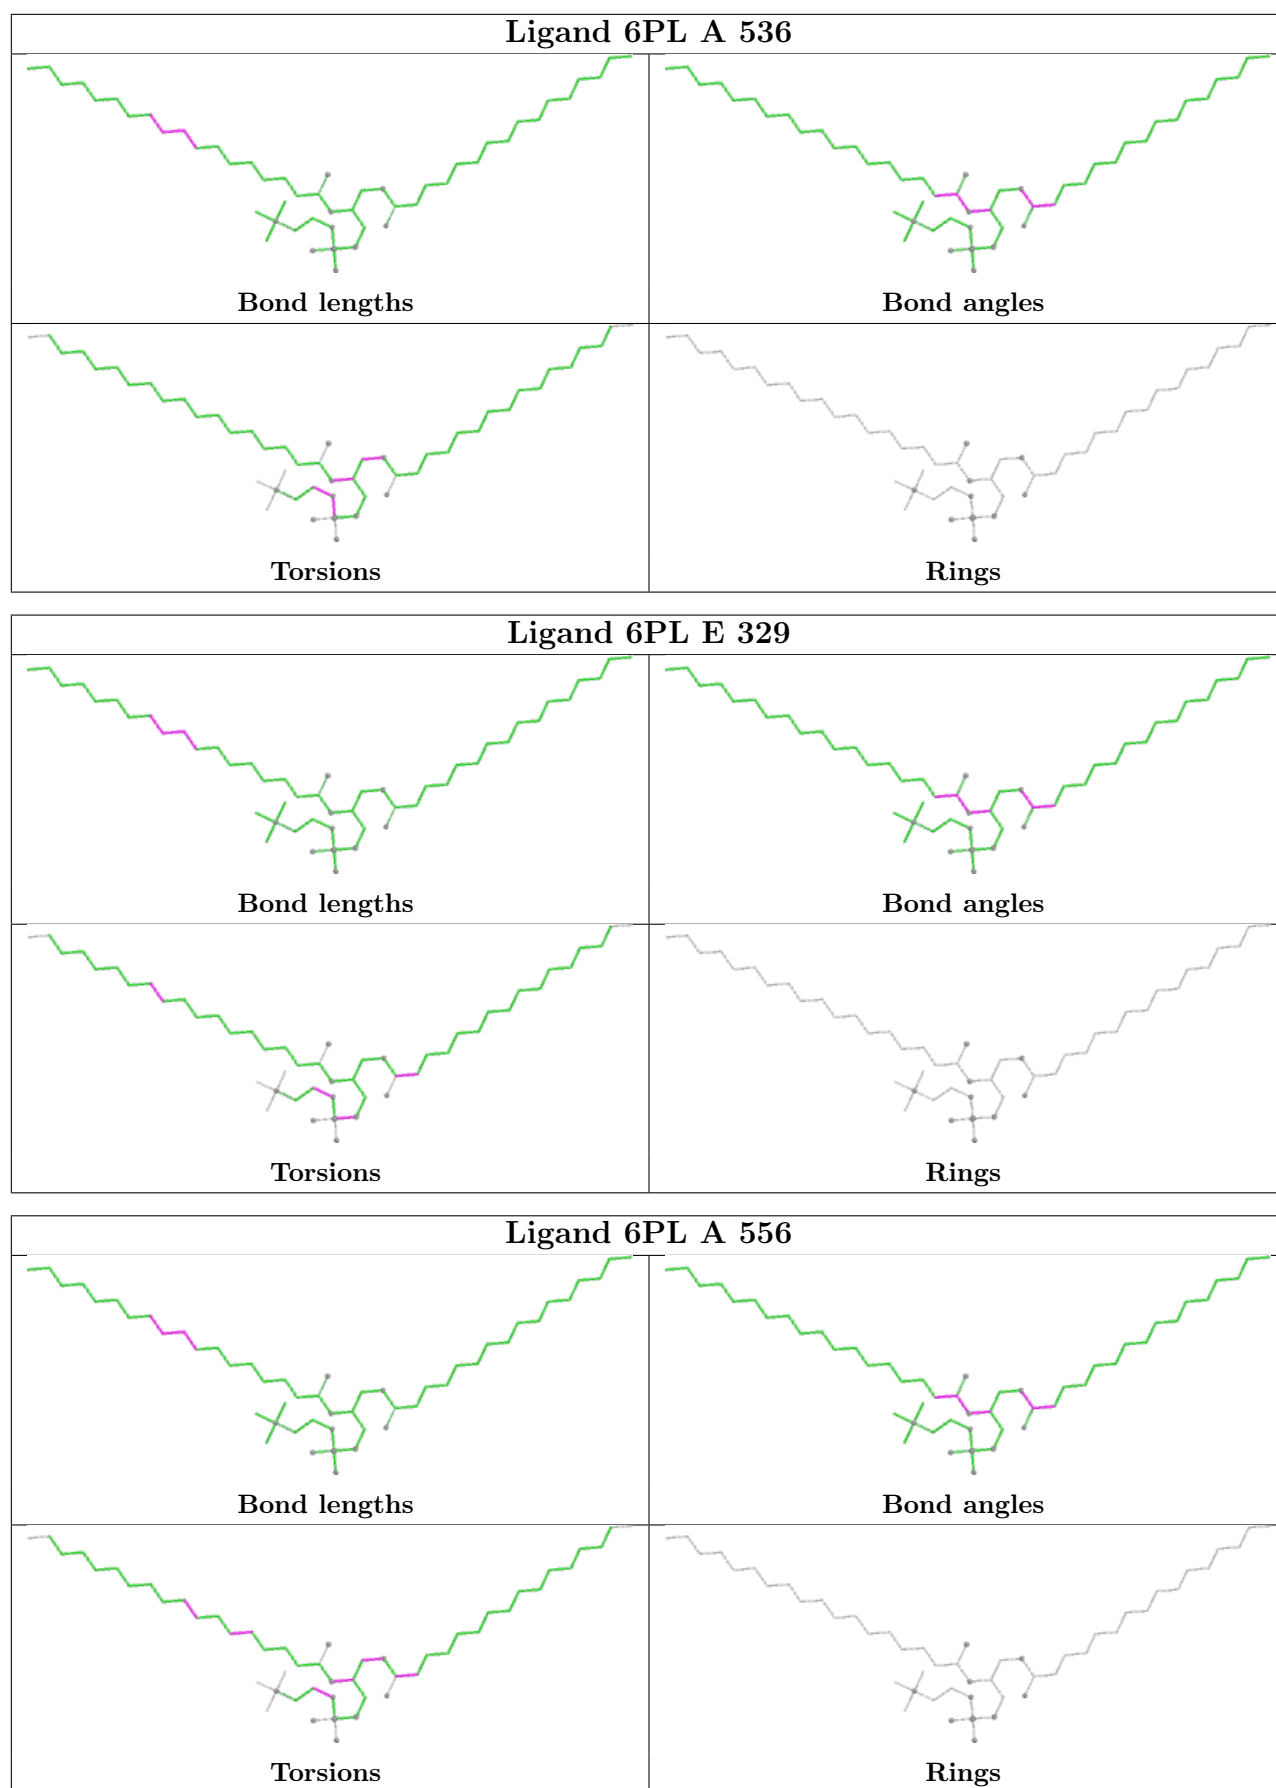 Ligand 6PL A 536
Bond lengths
Bond angles
Torsions
Rings
Ligand 6PL E 329
Bond lengths
Bond angles
Torsions
Rings
Ligand 6PL A 556
Bond lengths
Bond angles
Torsions
Rings